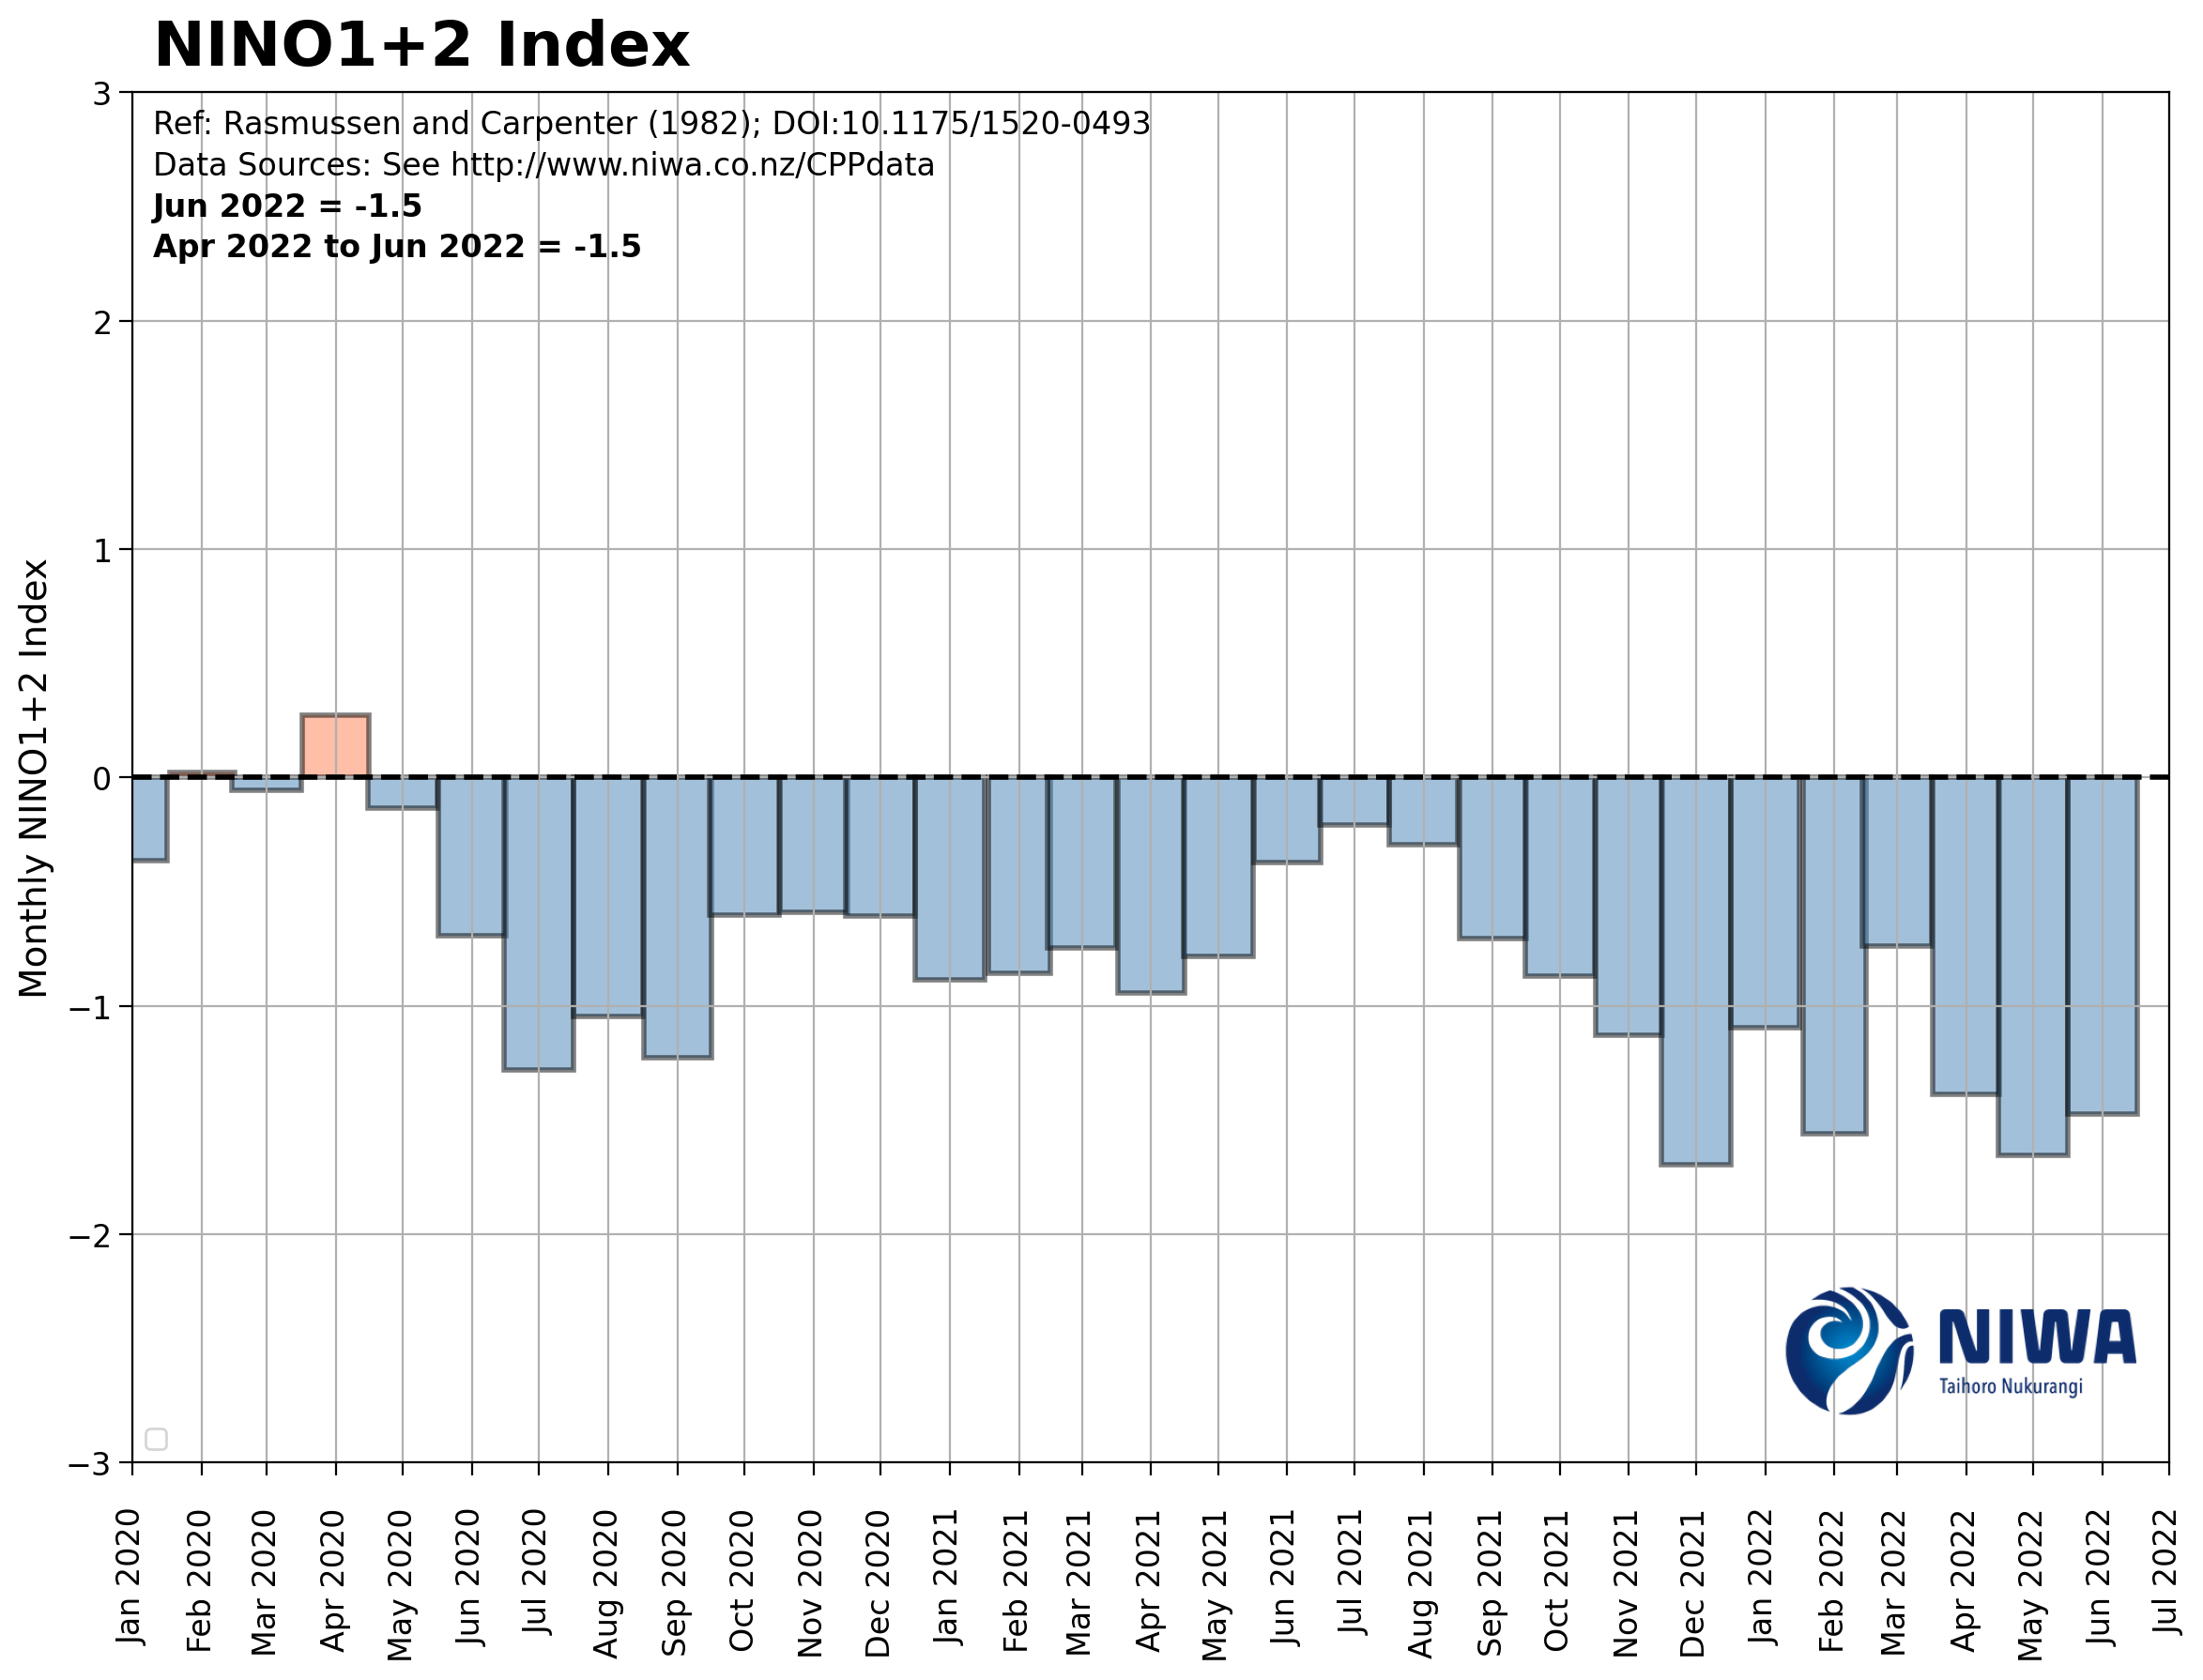 NINO1+2 Index
Ref: Rasmussen and Carpenter (1982); DOI:10.1175/1520-0493
Data Sources: See http://www.niwa.co.nz/CPPdata
Jun 2022 = -1.5
Apr 2022 to Jun 2022 = -1.5
Monthly NINO1+2 Index
3
2
1
0
−1
−2
−3
NIWA
Taihoro Nukurangi
Jan 2020
Feb 2020
Mar 2020
Apr 2020
May 2020
Jun 2020
Jul 2020
Aug 2020
Sep 2020
Oct 2020
Nov 2020
Dec 2020
Jan 2021
Feb 2021
Mar 2021
Apr 2021
May 2021
Jun 2021
Jul 2021
Aug 2021
Sep 2021
Oct 2021
Nov 2021
Dec 2021
Jan 2022
Feb 2022
Mar 2022
Apr 2022
May 2022
Jun 2022
Jul 2022